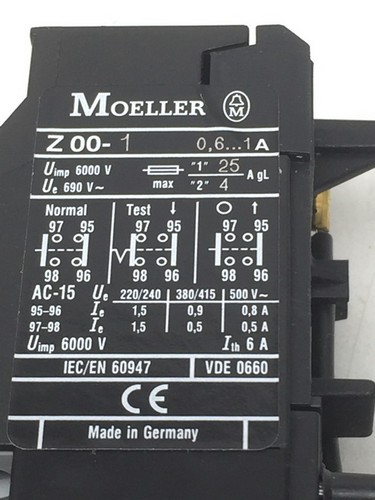 MOELLER M
Z 00-1 0,6...1 A
Uimp 6000 V "1" 25 A gL
Ue 690 V~ max "2" 4
Normal Test ↓ O ↑
97 95 97 95 97 95
98 96 98 96 98 96
AC-15 Ue 220/240 380/415 500 V~
95-96 Ie 1,5 0,9 0,8 A
97-98 Ie 1,5 0,5 0,5 A
Uimp 6000 V Ith 6 A
IEC/EN 60947 VDE 0660
CE
Made in Germany